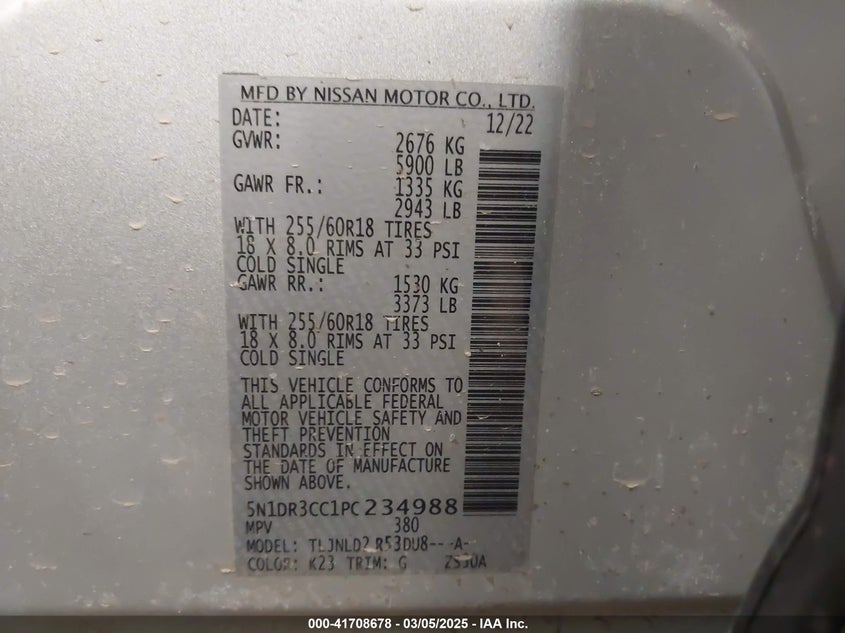 MFD BY NISSAN MOTOR CO., LTD.
DATE: 12/22
GVWR: 2676 KG
5900 LB
GAWR FR.: 1335 KG
2943 LB
WITH 255/60R18 TIRES
18 X 8.0 RIMS AT 33 PSI
COLD SINGLE
GAWR RR.: 1530 KG
3373 LB
WITH 255/60R18 TIRES
18 X 8.0 RIMS AT 33 PSI
COLD SINGLE
THIS VEHICLE CONFORMS TO
ALL APPLICABLE FEDERAL
MOTOR VEHICLE SAFETY AND
THEFT PREVENTION
STANDARDS IN EFFECT ON
THE DATE OF MANUFACTURE
SHOWN ABOVE.
5N1DR3CC1PC234988
MPV 380
MODEL:
COLOR: K23 TRIM: G
000-41708678 - 03/05/2025 - IAA Inc.